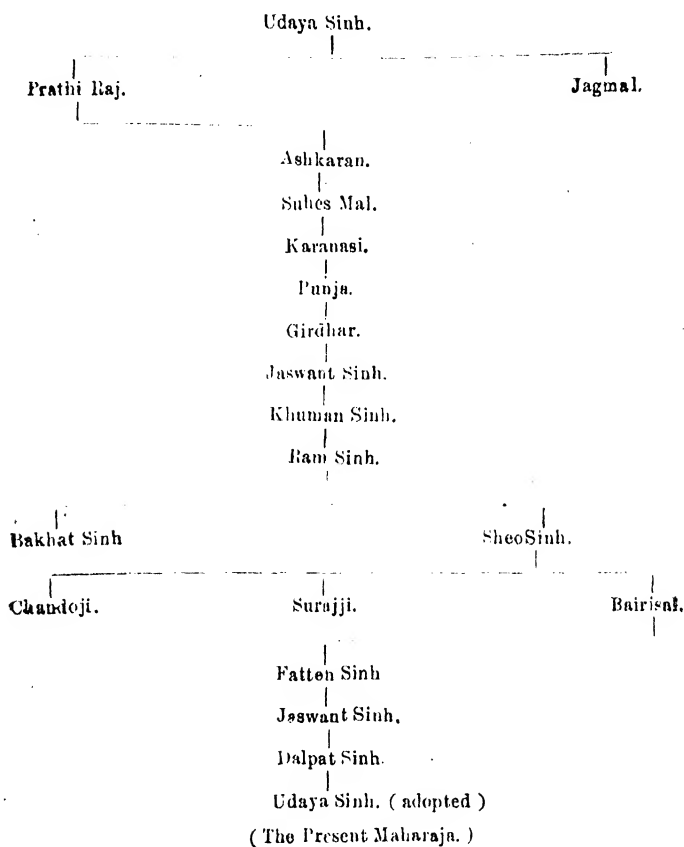 Udaya Sinh.
Prathi Raj. Jagmal.
Ashkaran.
Suhes Mal.
Karanasi.
Punja.
Girdhar.
Jaswant Sinh.
Khuman Sinh.
Ram Sinh.
Bakhat Sinh SheoSinh.
Chandoji. Surajji. Bairisal.
Fatteh Sinh
Jaswant Sinh.
Dalpat Sinh.
Udaya Sinh. ( adopted )
( The Present Maharaja. )